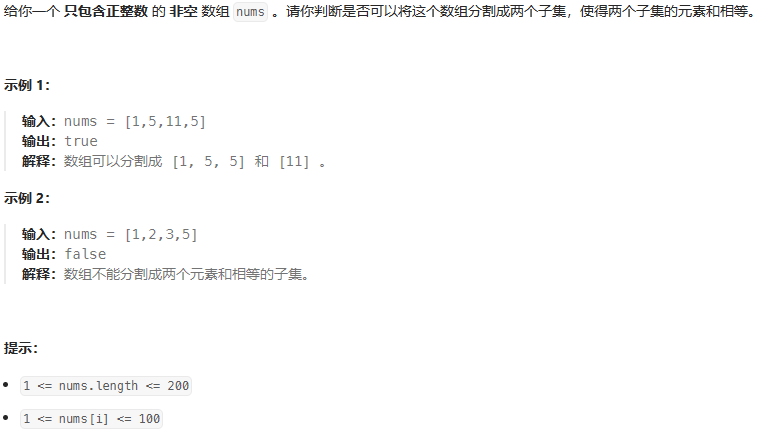 给你一个 只包含正整数 的 非空 数组 nums 。请你判断是否可以将这个数组分割成两个子集，使得两个子集的元素和相等。
示例 1：
输入：nums = [1,5,11,5]
输出：true
解释：数组可以分割成 [1, 5, 5] 和 [11] 。
示例 2：
输入：nums = [1,2,3,5]
输出：false
解释：数组不能分割成两个元素和相等的子集。
提示：
• 1 <= nums.length <= 200
• 1 <= nums[i] <= 100